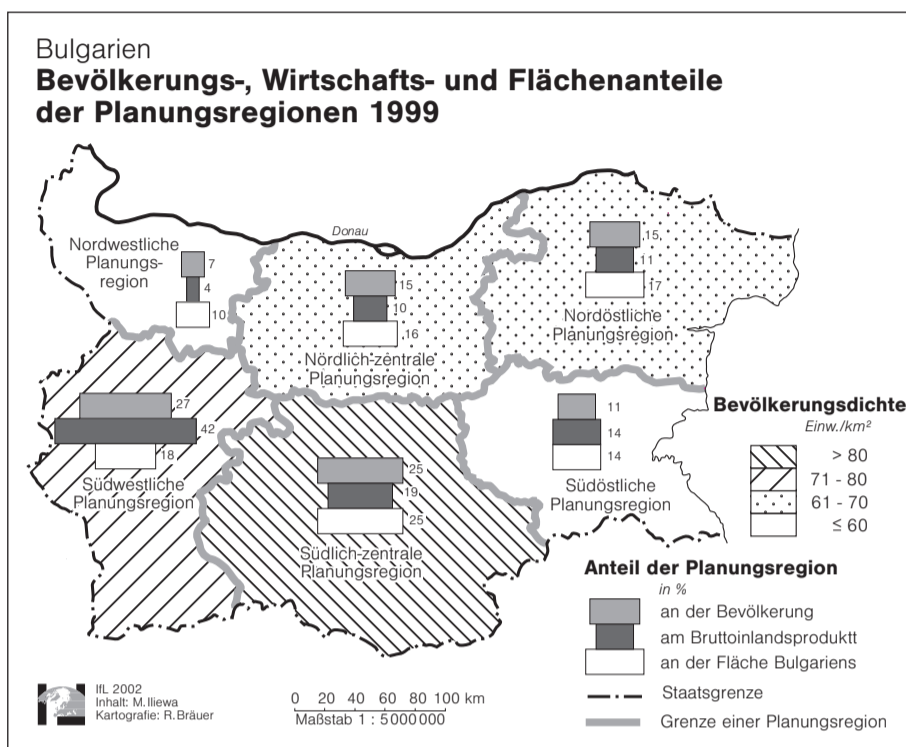 Bulgarien
Bevölkerungs-, Wirtschafts- und Flächenanteile
der Planungsregionen 1999
Donau
Nordwestliche
Planungs-
region
7
4
10
15
10
16
Nördlich-zentrale
Planungsregion
15
11
17
Nordöstliche
Planungsregion
27
42
18
Südwestliche
Planungsregion
25
19
25
Südlich-zentrale
Planungsregion
11
14
14
Südöstliche
Planungsregion
Bevölkerungsdichte
Einw./km²
> 80
71 - 80
61 - 70
≤ 60
Anteil der Planungsregion
in %
an der Bevölkerung
am Bruttoinlandsproduktt
an der Fläche Bulgariens
Staatsgrenze
Grenze einer Planungsregion
IfL 2002
Inhalt: M.Iliewa
Kartografie: R.Bräuer
0 20 40 60 80 100 km
Maßstab 1 : 5 000 000